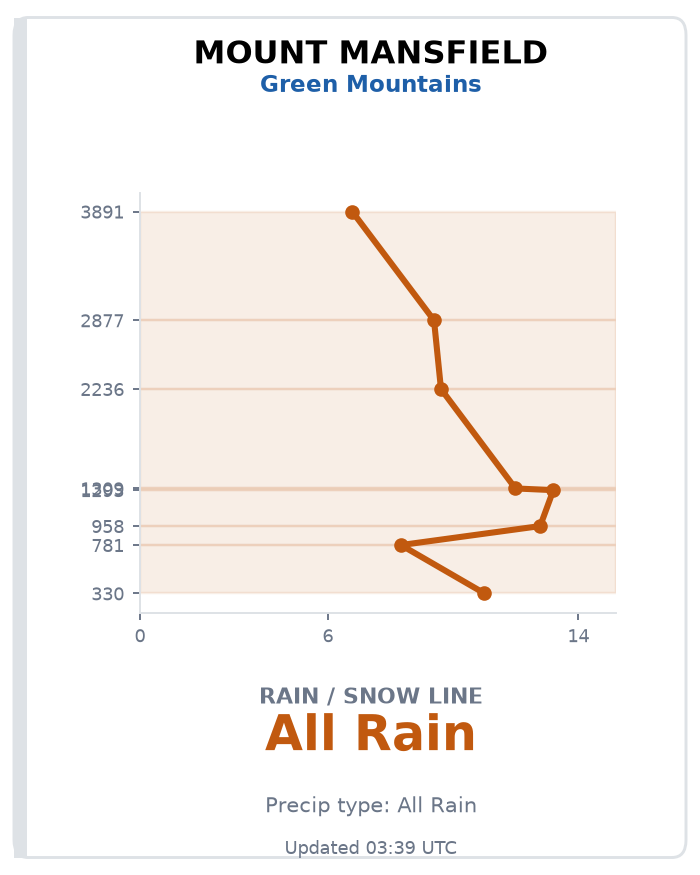 MOUNT MANSFIELD
Green Mountains
3891
2877
2236
958
781
330
0 6 14
RAIN / SNOW LINE
All Rain
Precip type: All Rain
Updated 03:39 UTC